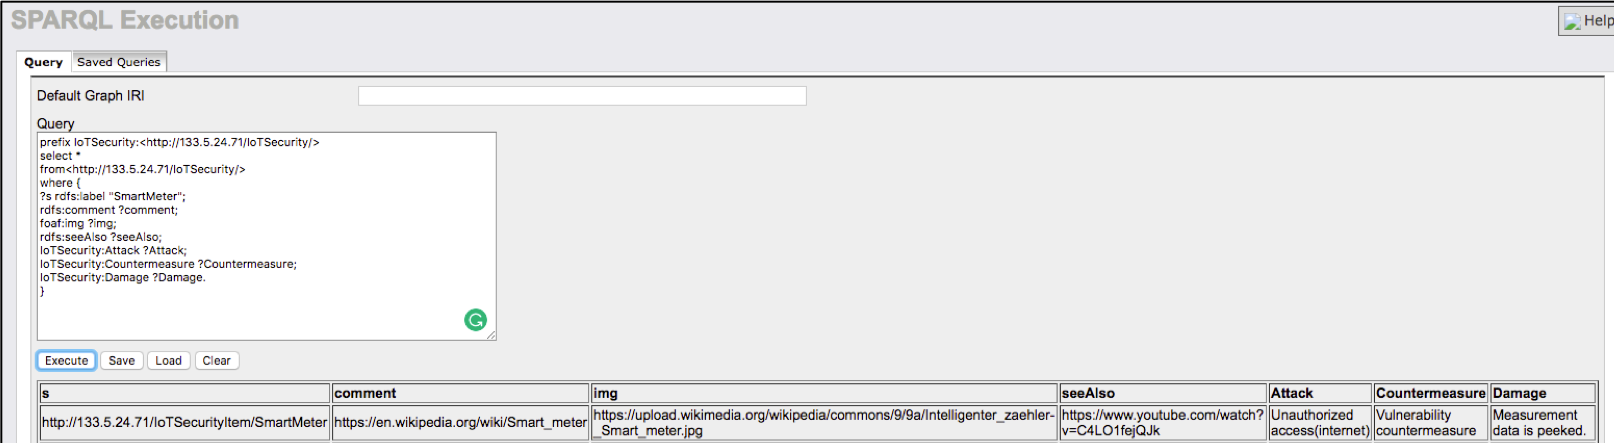 SPARQL Execution
Help
Query Saved Queries
Default Graph IRI
Query
prefix IoTSecurity:<http://133.5.24.71/IoTSecurity/>
select *
from<http://133.5.24.71/IoTSecurity/>
where {
?s rdfs:label "SmartMeter";
rdfs:comment ?comment;
foaf:img ?img;
rdfs:seeAlso ?seeAlso;
IoTSecurity:Attack ?Attack;
IoTSecurity:Countermeasure ?Countermeasure;
IoTSecurity:Damage ?Damage.
}
Execute Save Load Clear
s comment img seeAlso Attack Countermeasure Damage
http://133.5.24.71/IoTSecurityItem/SmartMeter
https://en.wikipedia.org/wiki/Smart_meter
https://upload.wikimedia.org/wikipedia/commons/9/9a/Intelligenter_zaehler-
_Smart_meter.jpg
https://www.youtube.com/watch?
v=C4LO1fejQJk
Unauthorized
access(internet)
Vulnerability
countermeasure
Measurement
data is peeked.